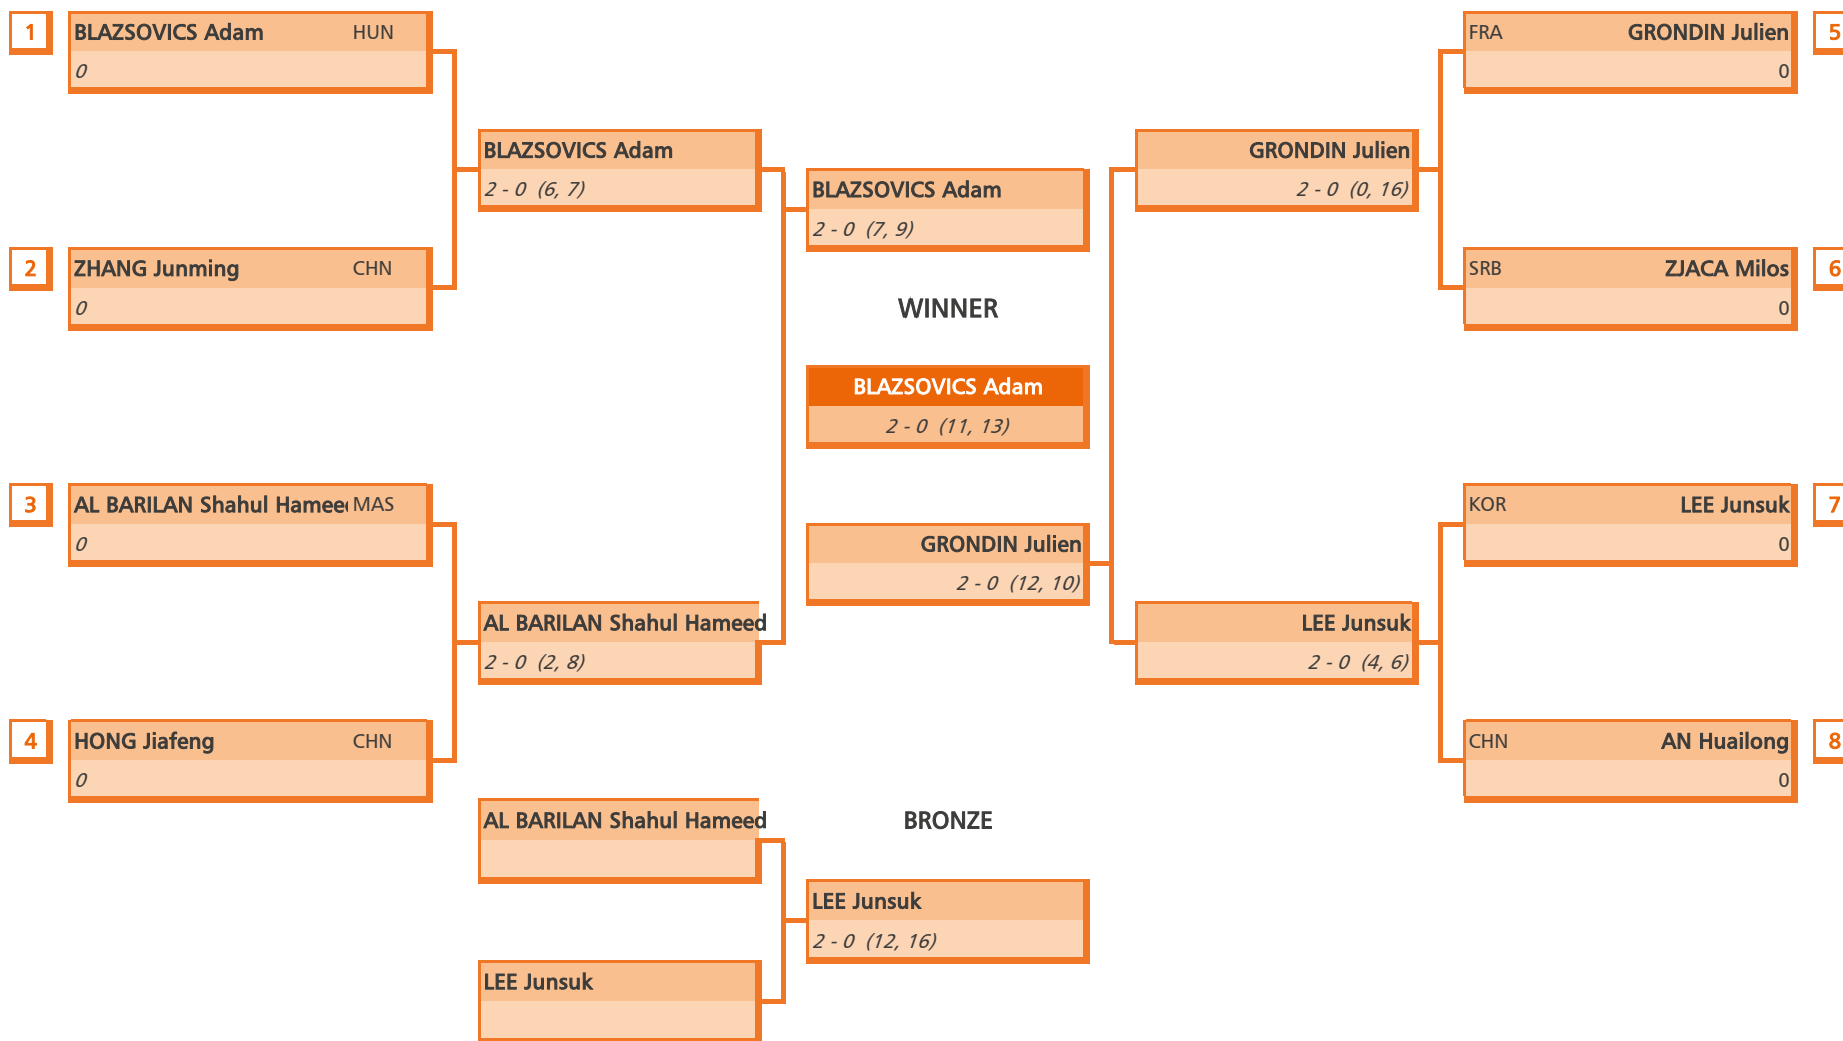 1
BLAZSOVICS Adam HUN
0
2
ZHANG Junming CHN
0
3
AL BARILAN Shahul Hameed MAS
0
4
HONG Jiafeng CHN
0
BLAZSOVICS Adam
2 - 0 (6, 7)
AL BARILAN Shahul Hameed
2 - 0 (2, 8)
BLAZSOVICS Adam
2 - 0 (7, 9)
WINNER
BLAZSOVICS Adam
2 - 0 (11, 13)
GRONDIN Julien
2 - 0 (12, 10)
GRONDIN Julien
2 - 0 (0, 16)
LEE Junsuk
2 - 0 (4, 6)
FRA GRONDIN Julien
0
5
SRB ZJACA Milos
0
6
KOR LEE Junsuk
0
7
CHN AN Huailong
0
8
AL BARILAN Shahul Hameed
LEE Junsuk
BRONZE
LEE Junsuk
2 - 0 (12, 16)